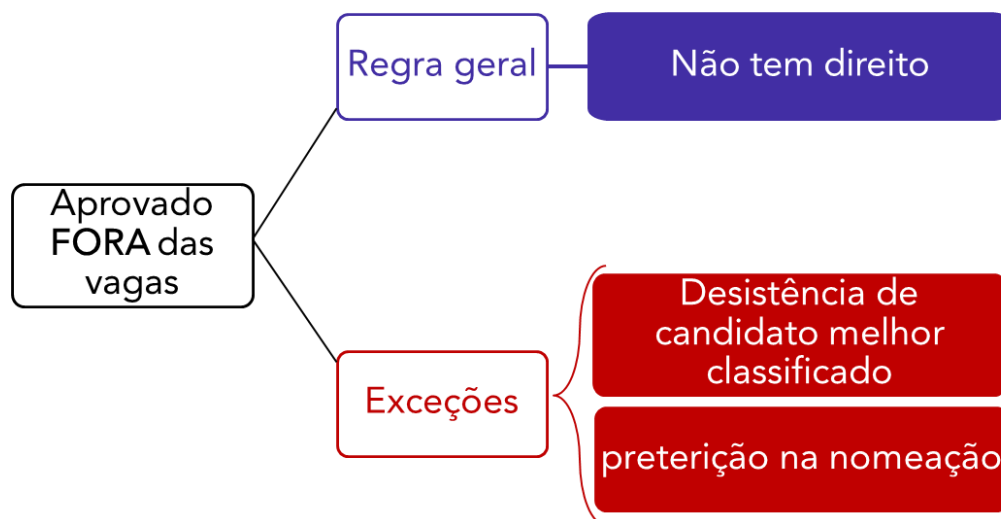 Aprovado
FORA das
vagas
Regra geral
Não tem direito
Exceções
Desistência de
candidato melhor
classificado
preterição na nomeação